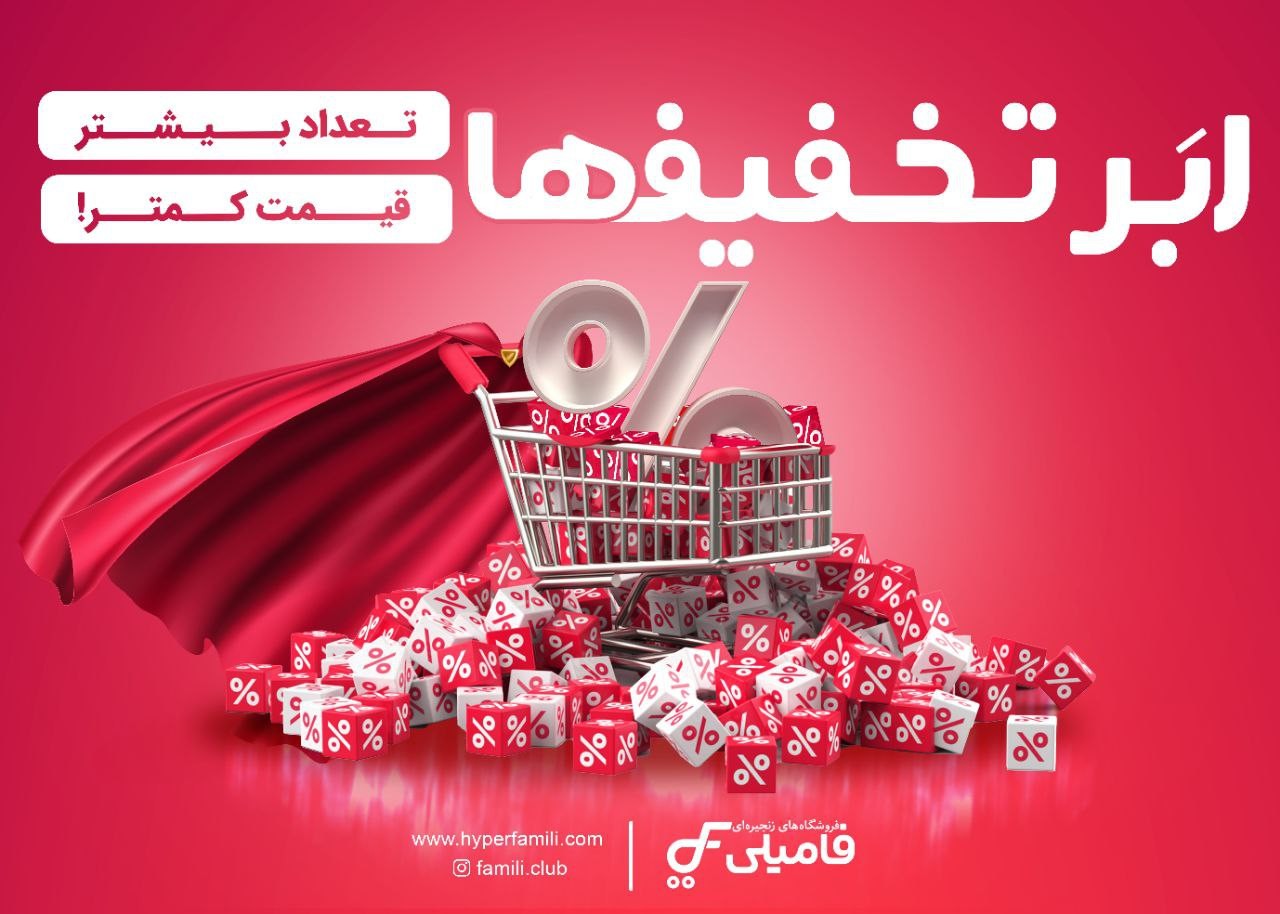 ابَر تخفیف‌ها
تعداد بیشتر
قیمت کمتر!
%
فروشگاه‌های زنجیره‌ای
فامیلی
www.hyperfamili.com
famili.club